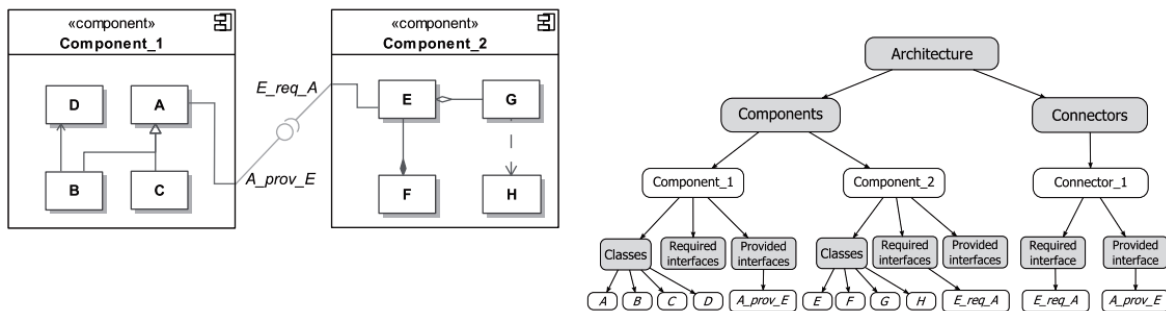 «component»
Component_1
D
A
B
C
E_req_A
A_prov_E
«component»
Component_2
E
G
F
H
Architecture
Components
Connectors
Component_1
Component_2
Connector_1
Classes
Required
interfaces
Provided
interfaces
Classes
Required
interfaces
Provided
interfaces
Required
interface
Provided
interface
A
B
C
D
A_prov_E
E
F
G
H
E_req_A
E_req_A
A_prov_E